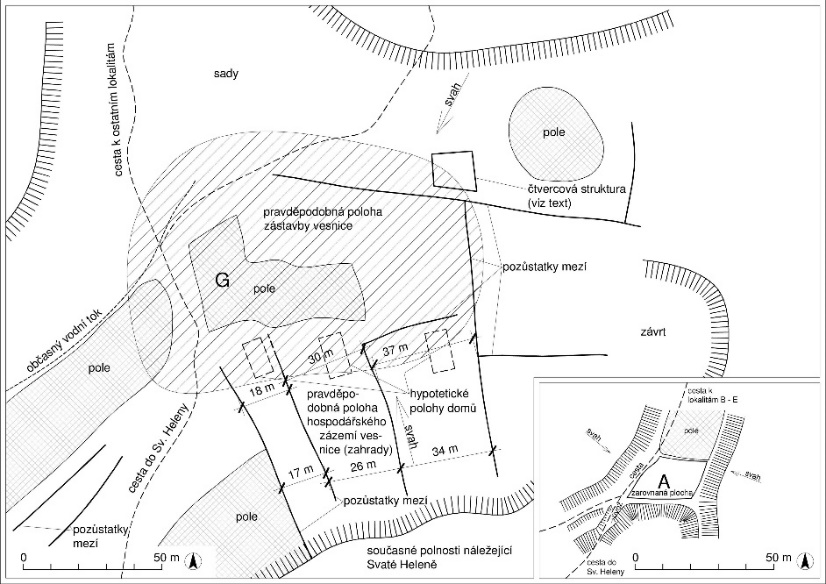 sady
cesta k ostatním lokalitám
svah
pole
čtvercová struktura
(viz text)
pravděpodobná poloha
zástavby vesnice
pozůstatky mezí
G
pole
občasný vodní tok
závrt
pole
30 m
37 m
18 m
hypotetické
polohy domů
pravděpo-
dobná poloha
hospodářského
zázemí ves-
nice (zahrady)
svah
cesta do Sv. Heleny
34 m
17 m
26 m
pozůstatky mezí
pole
pozůstatky
mezí
současné polnosti náležející
Svaté Heleně
0 50 m
cesta k
lokalitám B - E
pole
svah
svah
cesta
A
zarovnaná plocha
cesta do
Sv. Heleny
0 50 m